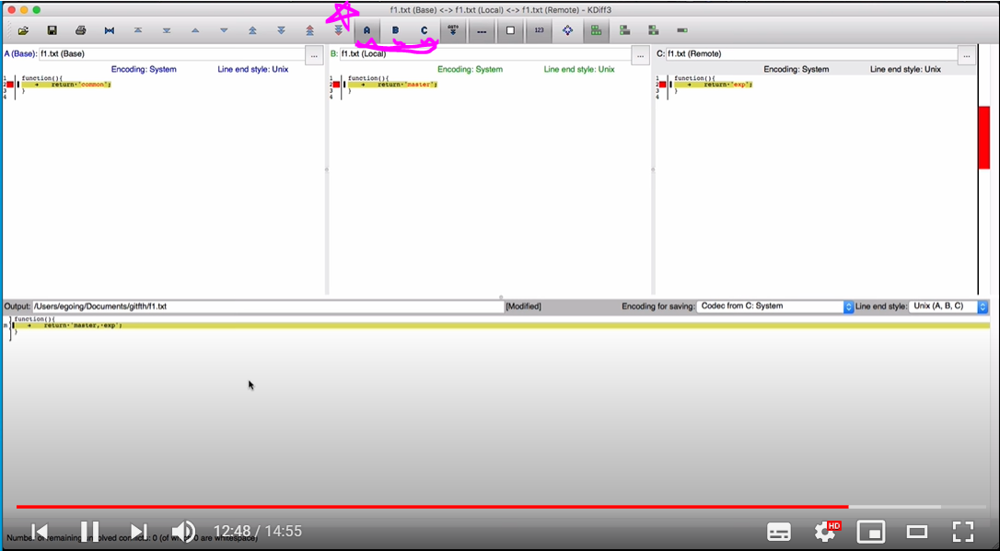 f1.txt (Base) <-> f1.txt (Local) <-> f1.txt (Remote) - KDiff3
A B C AUTO --- 123
A (Base): f1.txt (Base) ...
Encoding: System Line end style: Unix
1 function(){
2 return·'common';
3 }
4
B: f1.txt (Local) ...
Encoding: System Line end style: Unix
1 function(){
2 return·"master";
3 }
4
C: f1.txt (Remote) ...
Encoding: System Line end style: Unix
1 function(){
2 return·'exp';
3 }
4
Output: /Users/egoing/Documents/gitfth/f1.txt [Modified] Encoding for saving: Codec from C: System Line end style: Unix (A, B, C)
function(){
m return·'master,·exp';
}
Number of remaining unsolved conflicts: 0 (of which 0 are whitespace)
12:48 / 14:55
HD